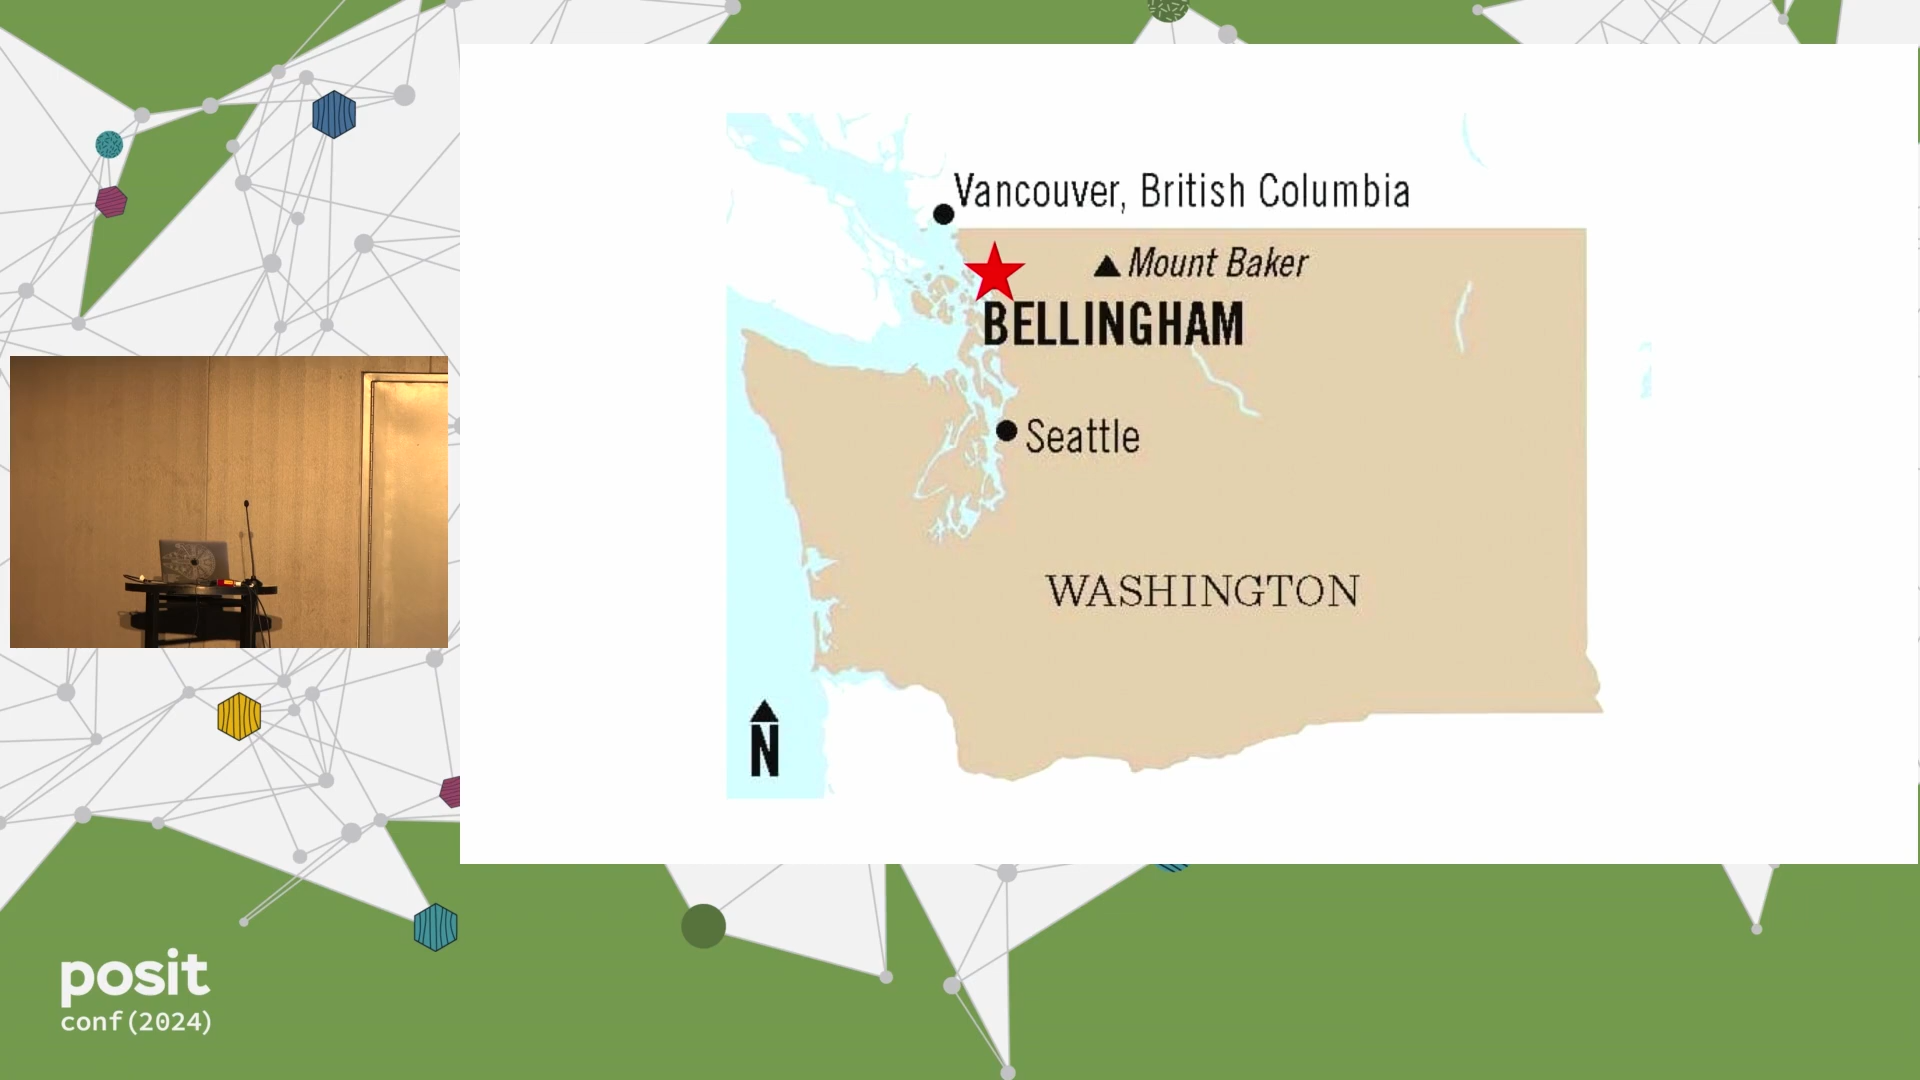 Vancouver, British Columbia
Mount Baker
BELLINGHAM
Seattle
WASHINGTON
N
posit
conf(2024)